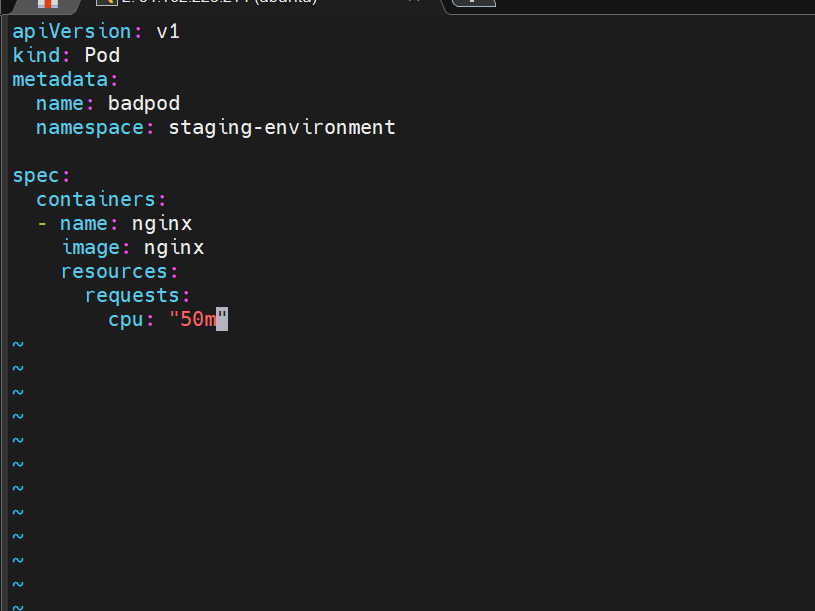 apiVersion: v1
kind: Pod
metadata:
  name: badpod
  namespace: staging-environment

spec:
  containers:
  - name: nginx
    image: nginx
    resources:
      requests:
        cpu: "50m"
~
~
~
~
~
~
~
~
~
~
~
~